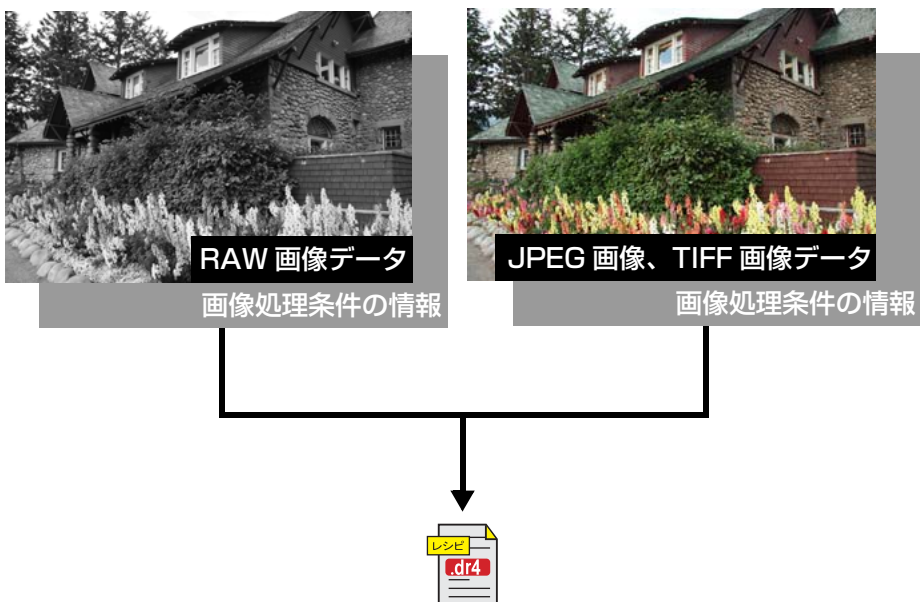 RAW 画像データ
画像処理条件の情報
JPEG 画像、TIFF 画像データ
画像処理条件の情報
レシピ
.dr4